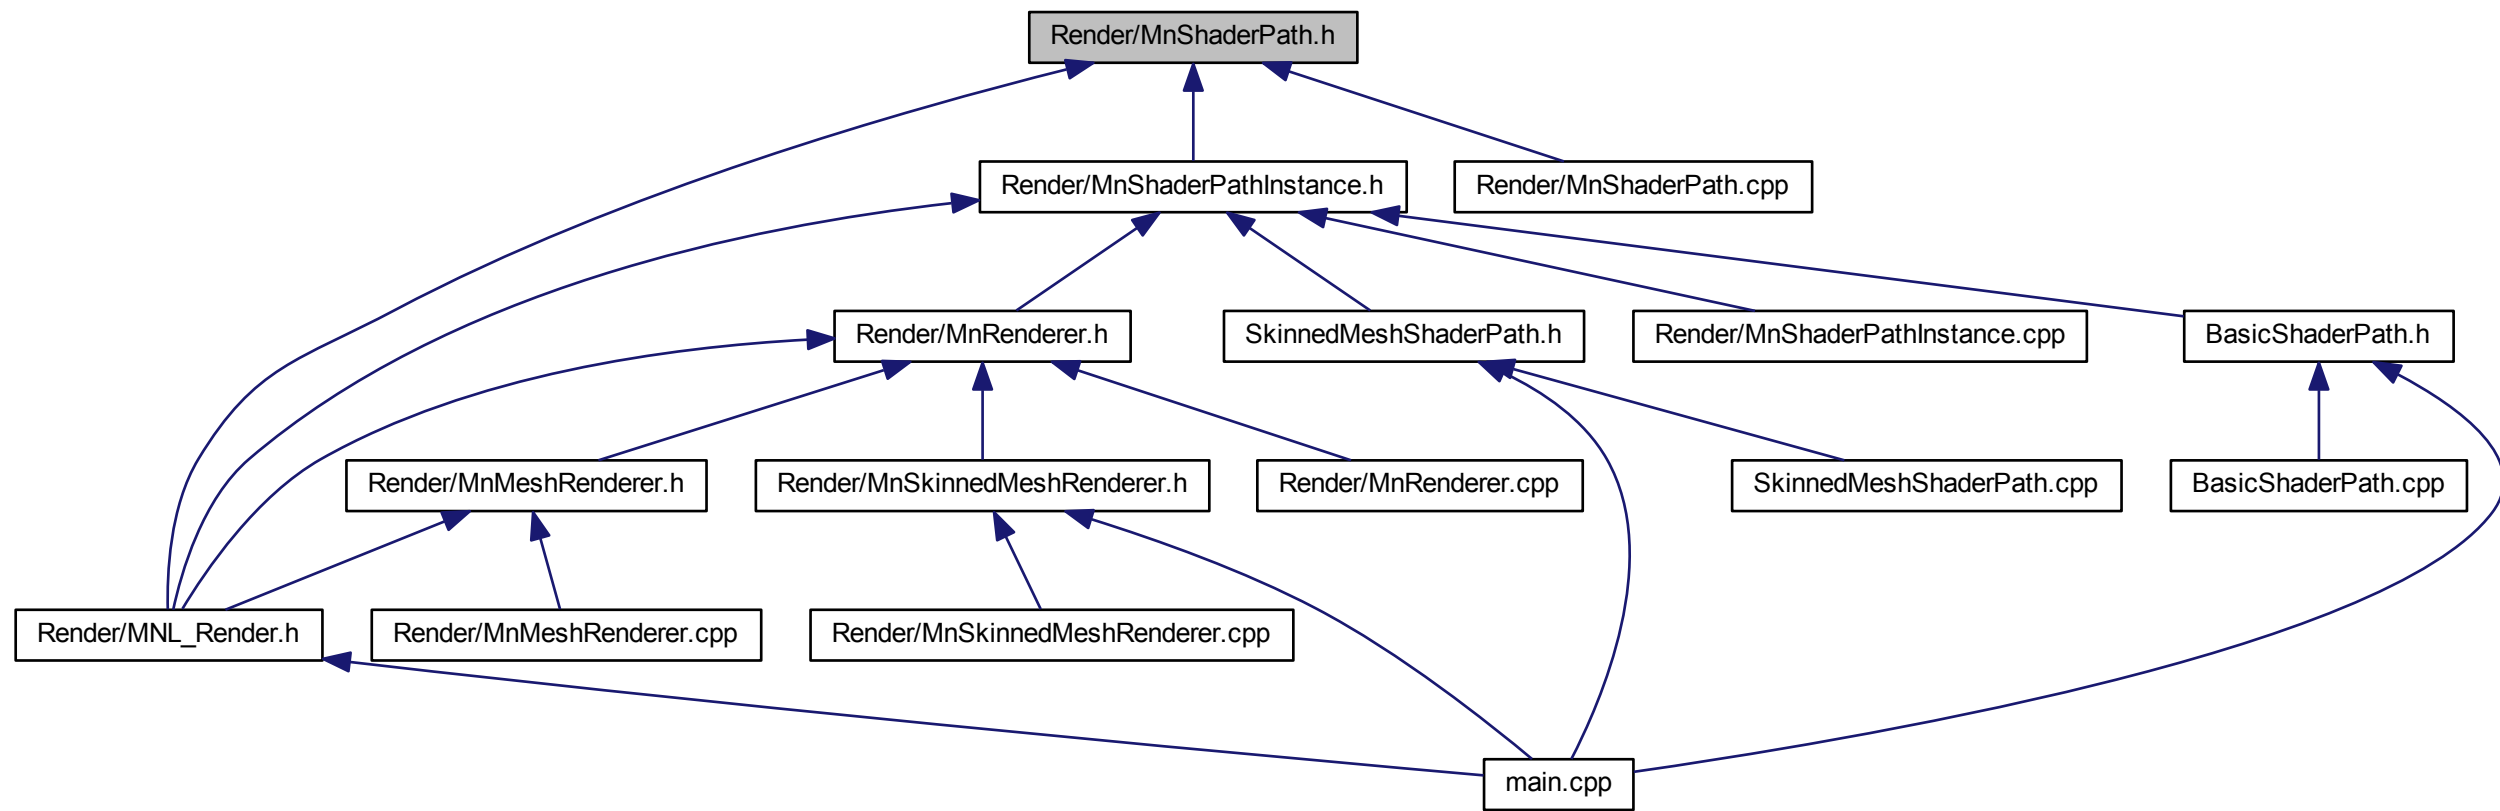 Render/MnShaderPath.h
Render/MnShaderPathInstance.h
Render/MnShaderPath.cpp
Render/MnRenderer.h
SkinnedMeshShaderPath.h
Render/MnShaderPathInstance.cpp
BasicShaderPath.h
Render/MnMeshRenderer.h
Render/MnSkinnedMeshRenderer.h
Render/MnRenderer.cpp
SkinnedMeshShaderPath.cpp
BasicShaderPath.cpp
Render/MNL_Render.h
Render/MnMeshRenderer.cpp
Render/MnSkinnedMeshRenderer.cpp
main.cpp